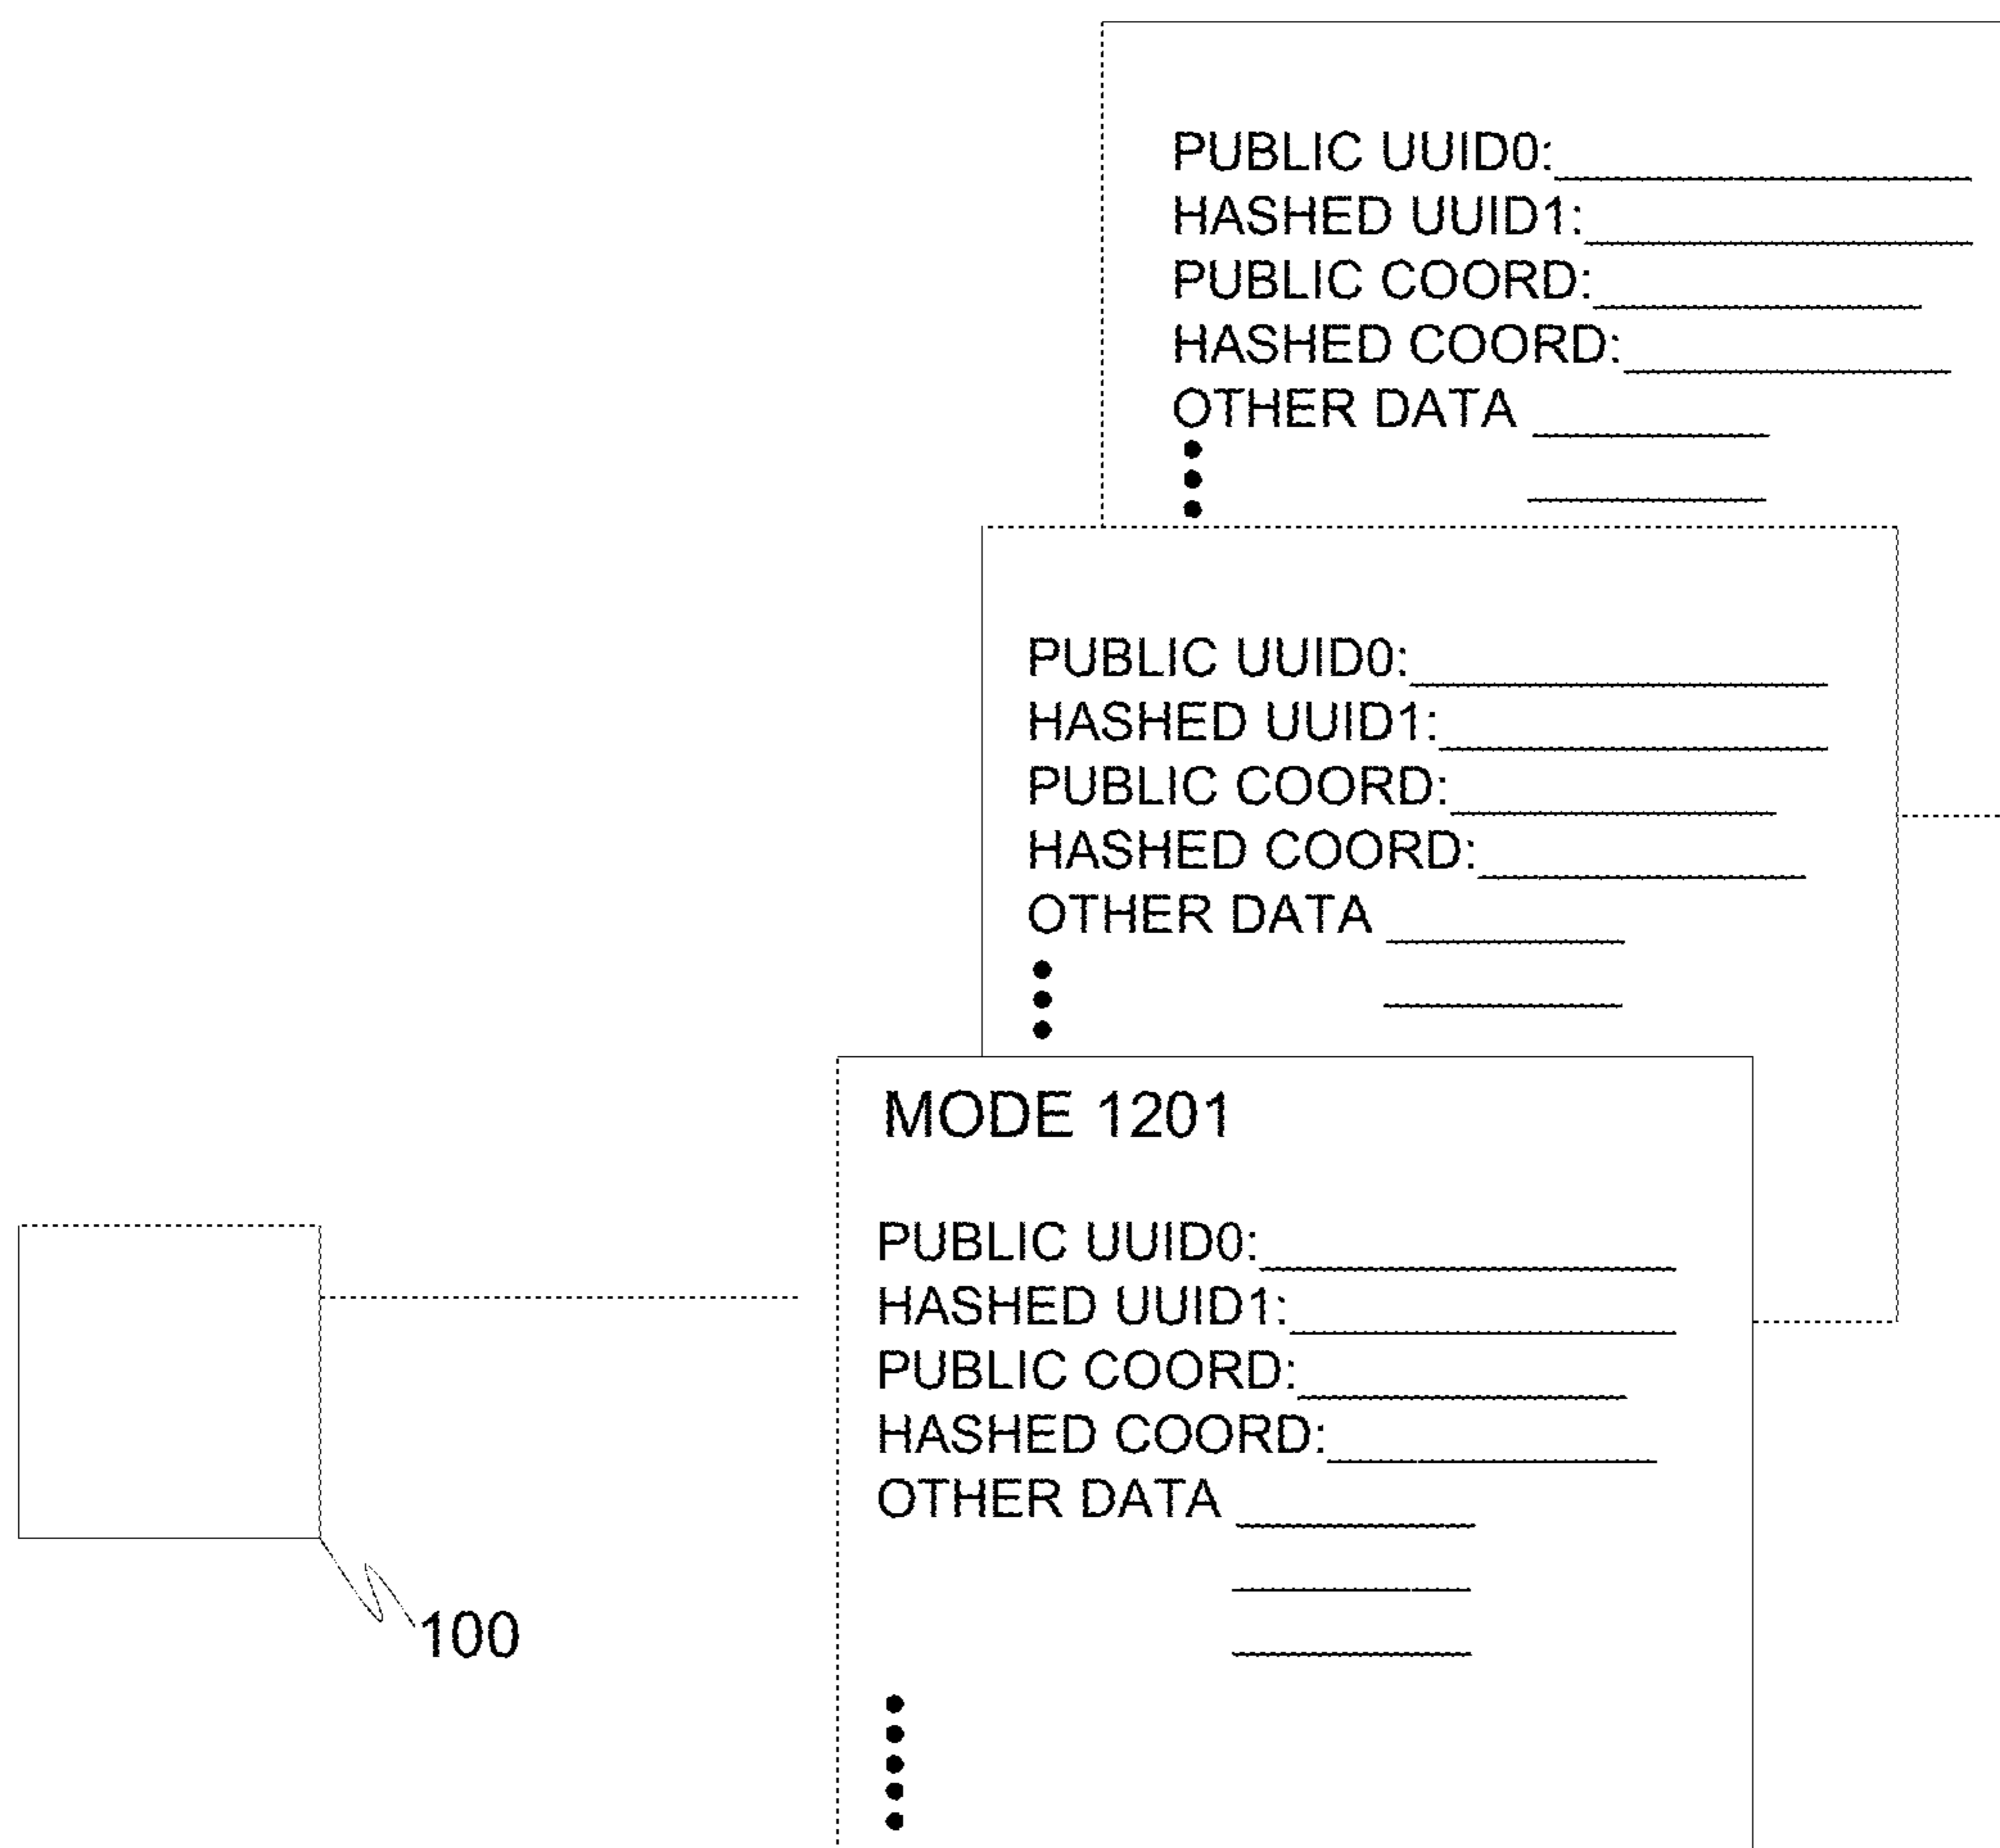 PUBLIC UUID0:
HASHED UUID1:
PUBLIC COORD:
HASHED COORD:
OTHER DATA
PUBLIC UUID0:
HASHED UUID1:
PUBLIC COORD:
HASHED COORD:
OTHER DATA
MODE 1201
PUBLIC UUID0:
HASHED UUID1:
PUBLIC COORD:
HASHED COORD:
OTHER DATA
100